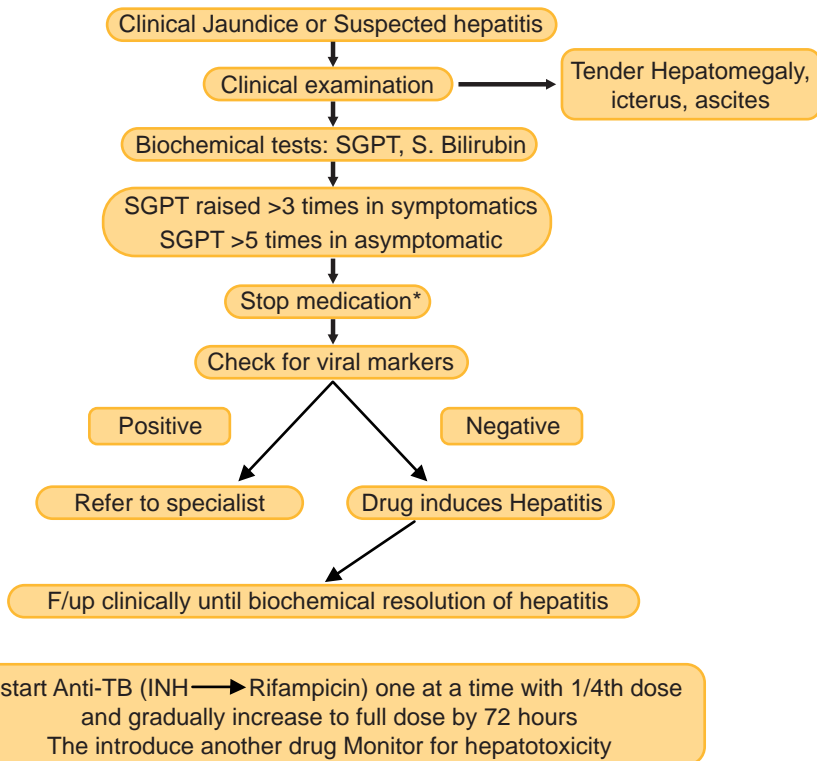 Clinical Jaundice or Suspected hepatitis
Clinical examination
Tender Hepatomegaly,
icterus, ascites
Biochemical tests: SGPT, S. Bilirubin
SGPT raised >3 times in symptomatics
SGPT >5 times in asymptomatic
Stop medication*
Check for viral markers
Positive
Negative
Refer to specialist
Drug induces Hepatitis
F/up clinically until biochemical resolution of hepatitis
start Anti-TB (INH → Rifampicin) one at a time with 1/4th dose
and gradually increase to full dose by 72 hours
The introduce another drug Monitor for hepatotoxicity